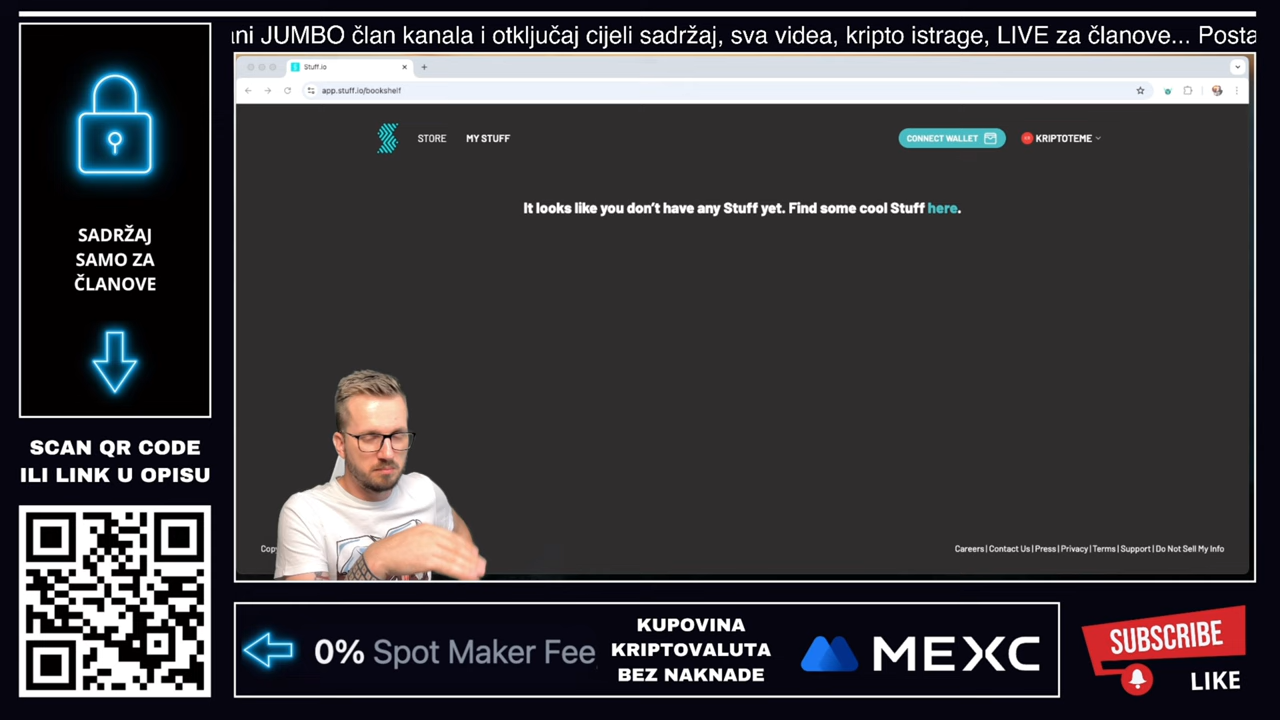 ani JUMBO član kanala i otključaj cijeli sadržaj, sva videa, kripto istrage, LIVE za članove... Posta
Stuff.io
app.stuff.io/bookshelf
STORE
MY STUFF
CONNECT WALLET
KRIPTOTEME
It looks like you don't have any Stuff yet. Find some cool Stuff here.
SADRŽAJ
SAMO ZA
ČLANOVE
SCAN QR CODE
ILI LINK U OPISU
Careers | Contact Us | Press | Privacy | Terms | Support | Do Not Sell My Info
0% Spot Maker Fee
KUPOVINA
KRIPTOVALUTA
BEZ NAKNADE
MEXC
SUBSCRIBE
LIKE